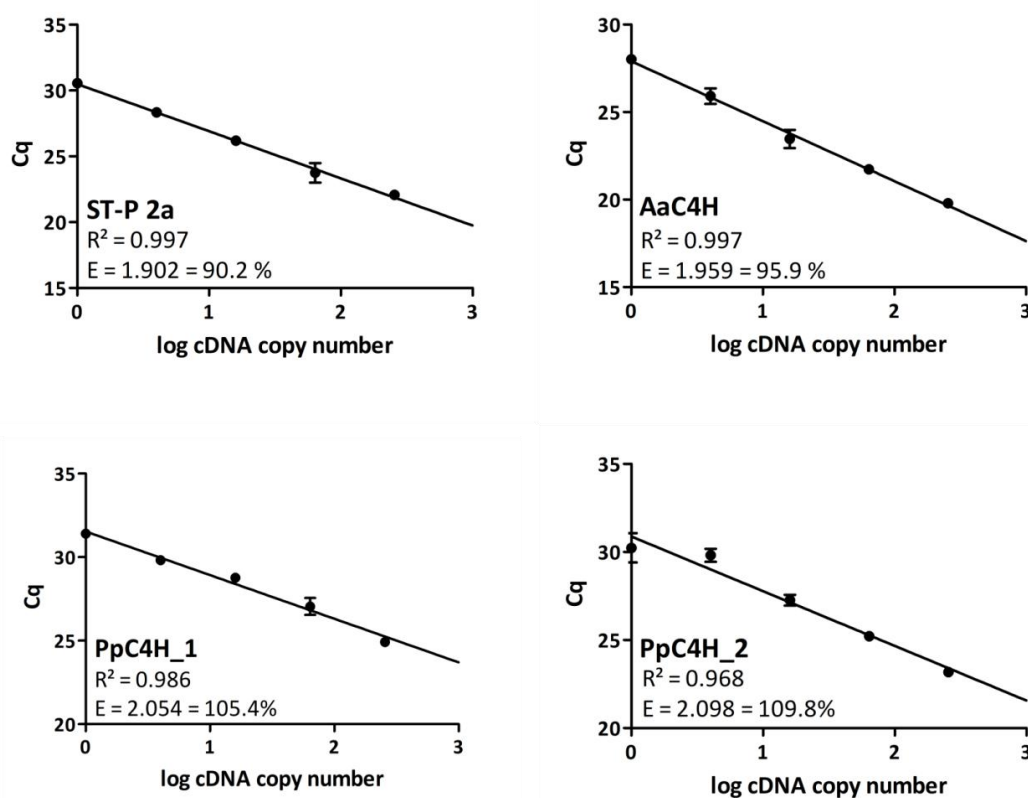 35
30
25
20
15
Cq
ST-P 2a
R² = 0.997
E = 1.902 = 90.2 %
0 1 2 3
log cDNA copy number
30
25
20
15
Cq
AaC4H
R² = 0.997
E = 1.959 = 95.9 %
0 1 2 3
log cDNA copy number
35
30
25
20
Cq
PpC4H_1
R² = 0.986
E = 2.054 = 105.4%
0 1 2 3
log cDNA copy number
35
30
25
20
Cq
PpC4H_2
R² = 0.968
E = 2.098 = 109.8%
0 1 2 3
log cDNA copy number